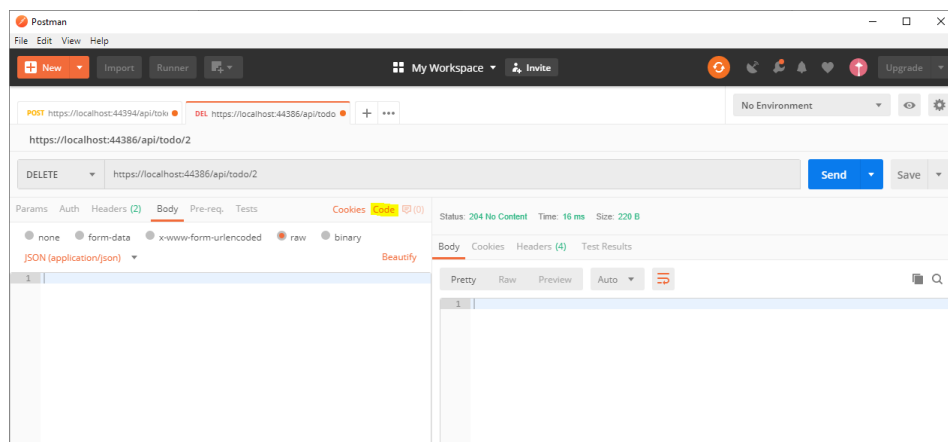 Postman
File Edit View Help
New Import Runner My Workspace Invite Upgrade
POST https://localhost:44394/api/tok DEL https://localhost:44386/api/todo + ••• No Environment
https://localhost:44386/api/todo/2
DELETE https://localhost:44386/api/todo/2 Send Save
Params Auth Headers (2) Body Pre-req. Tests Cookies Code (0)
Status: 204 No Content Time: 16 ms Size: 220 B
none form-data x-www-form-urlencoded raw binary
Body Cookies Headers (4) Test Results
JSON (application/json) Beautify
Pretty Raw Preview Auto
1
1